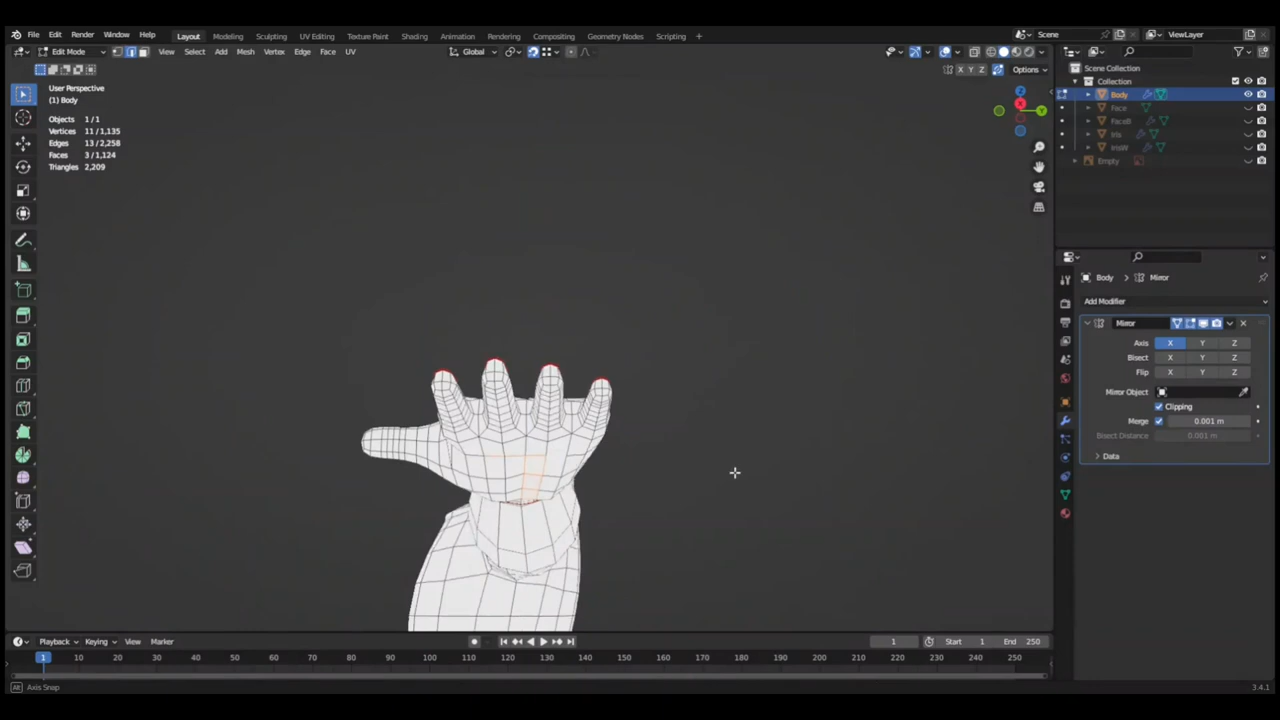 File Edit Render Window Help Layout Modeling Sculpting UV Editing Texture Paint Shading Animation Rendering Compositing Geometry Nodes Scripting + Scene ViewLayer
Edit Mode View Select Add Mesh Vertex Edge Face UV Global
X Y Z Options
User Perspective
(1) Body
Objects 1/1
Vertices 11/1,135
Edges 13/2,258
Faces 3/1,124
Triangles 2,209
Z
X
Y
Scene Collection
Collection
Body
Face
FaceB
Iris
IrisW
Empty
Body > Mirror
Add Modifier
Mirror
Axis X Y Z
Bisect X Y Z
Flip X Y Z
Mirror Object
Clipping
Merge 0.001 m
Bisect Distance 0.001 m
> Data
Playback Keying View Marker 1 Start 1 End 250
1 10 20 30 40 50 60 70 80 90 100 110 120 130 140 150 160 170 180 190 200 210 220 230 240 250
Alt Axis Snap 3.4.1